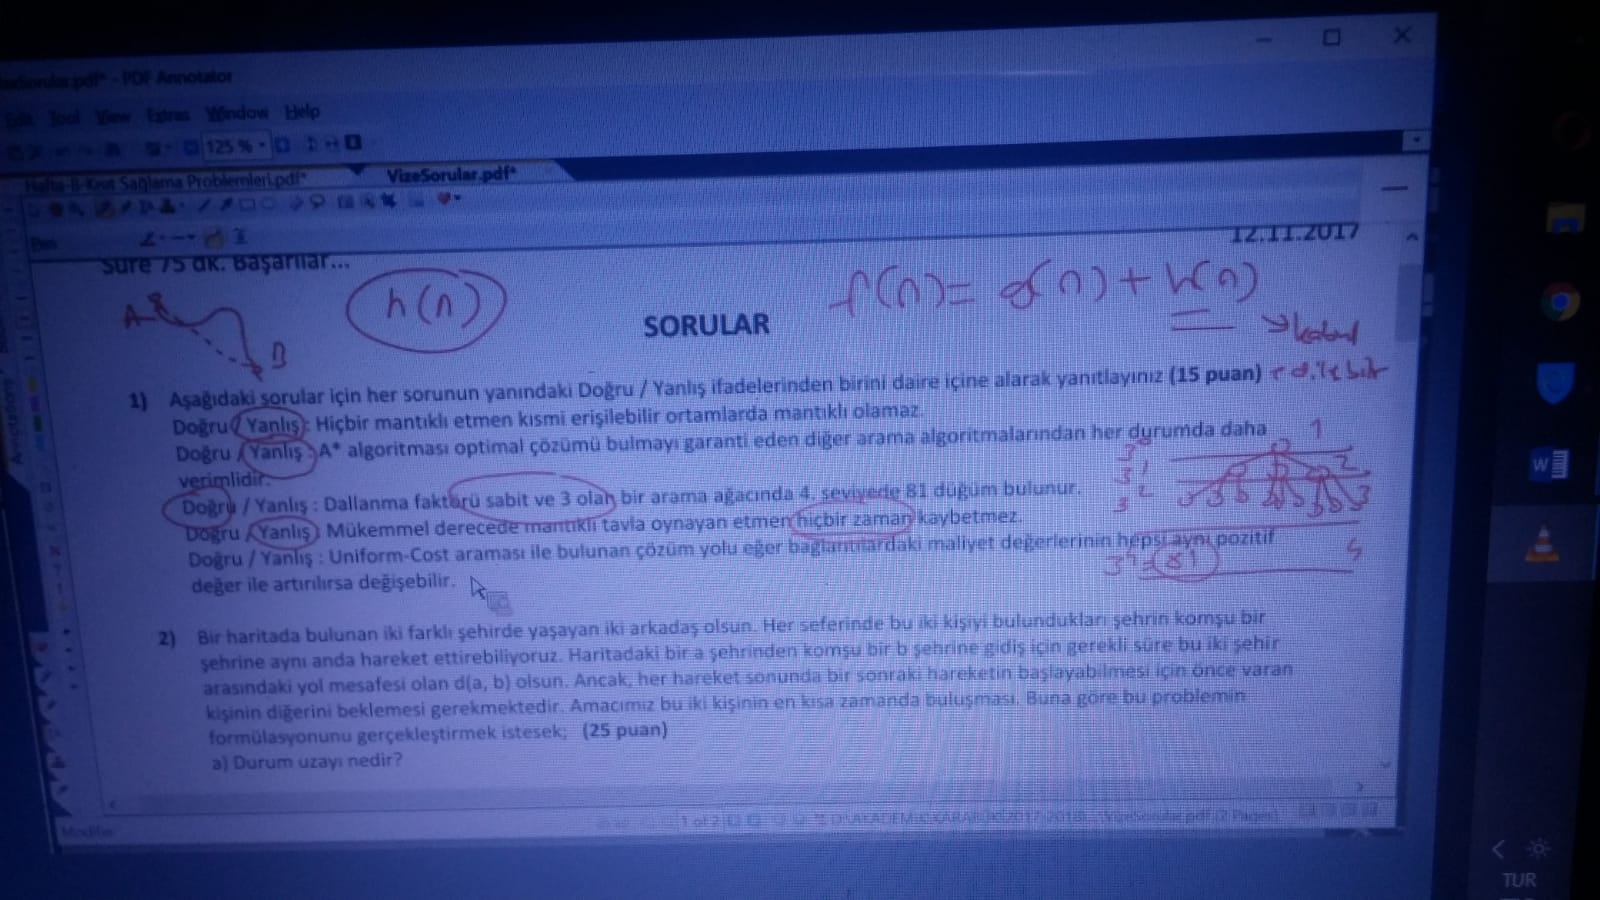 PDF Annotator
Edit Tool View Extras Window Help
125 %
Sağlama Problemleri.pdf* VizeSorular.pdf*
Pen
12.11.2017
Süre 75 dk. Başarılar...
A B
h(n)
f(n) = g(n) + h(n)
SORULAR
1) Aşağıdaki sorular için her sorunun yanındaki Doğru / Yanlış ifadelerinden birini daire içine alarak yanıtlayınız (15 puan)
Doğru / Yanlış : Hiçbir mantıklı etmen kısmi erişilebilir ortamlarda mantıklı olamaz.
Doğru / Yanlış : A* algoritması optimal çözümü bulmayı garanti eden diğer arama algoritmalarından her durumda daha
verimlidir.
Doğru / Yanlış : Dallanma faktörü sabit ve 3 olan bir arama ağacında 4. seviyede 81 düğüm bulunur.
Doğru / Yanlış : Mükemmel derecede mantıklı tavla oynayan etmen hiçbir zaman kaybetmez.
Doğru / Yanlış : Uniform-Cost araması ile bulunan çözüm yolu eğer bağlantılardaki maliyet değerlerinin hepsi aynı pozitif
değer ile artırılırsa değişebilir.
1
2
3⁴ = 81
2) Bir haritada bulunan iki farklı şehirde yaşayan iki arkadaş olsun. Her seferinde bu iki kişiyi bulundukları şehrin komşu bir
şehrine aynı anda hareket ettirebiliyoruz. Haritadaki bir a şehrinden komşu bir b şehrine gidiş için gerekli süre bu iki şehir
arasındaki yol mesafesi olan d(a, b) olsun. Ancak, her hareket sonunda bir sonraki hareketin başlayabilmesi için önce varan
kişinin diğerini beklemesi gerekmektedir. Amacımız bu iki kişinin en kısa zamanda buluşması. Buna göre bu problemin
formülasyonunu gerçekleştirmek istesek; (25 puan)
a) Durum uzayı nedir?
1 of 2
TUR